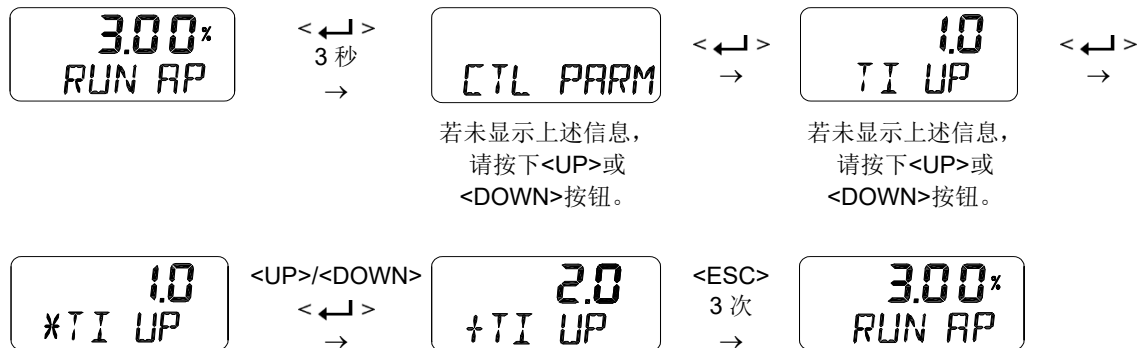 3.00%
RUN AP
< ↵ >
3 秒
→
CTL PARM
若未显示上述信息，
请按下<UP>或
<DOWN>按钮。
< ↵ >
→
1.0
TI UP
若未显示上述信息，
请按下<UP>或
<DOWN>按钮。
< ↵ >
→
1.0
*TI UP
<UP>/<DOWN>
< ↵ >
→
2.0
+TI UP
<ESC>
3 次
→
3.00%
RUN AP